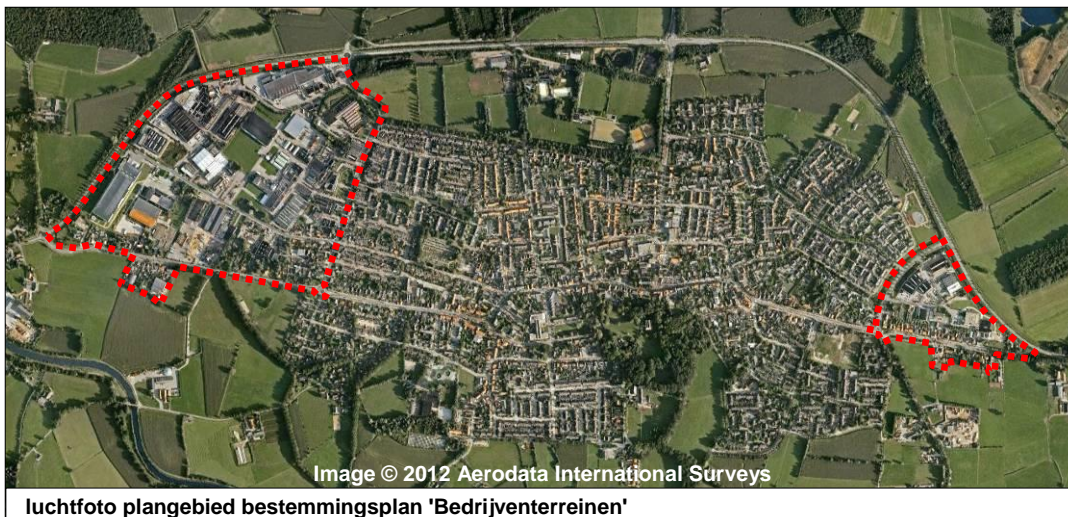 Image © 2012 Aerodata International Surveys
luchtfoto plangebied bestemmingsplan 'Bedrijventerreinen'